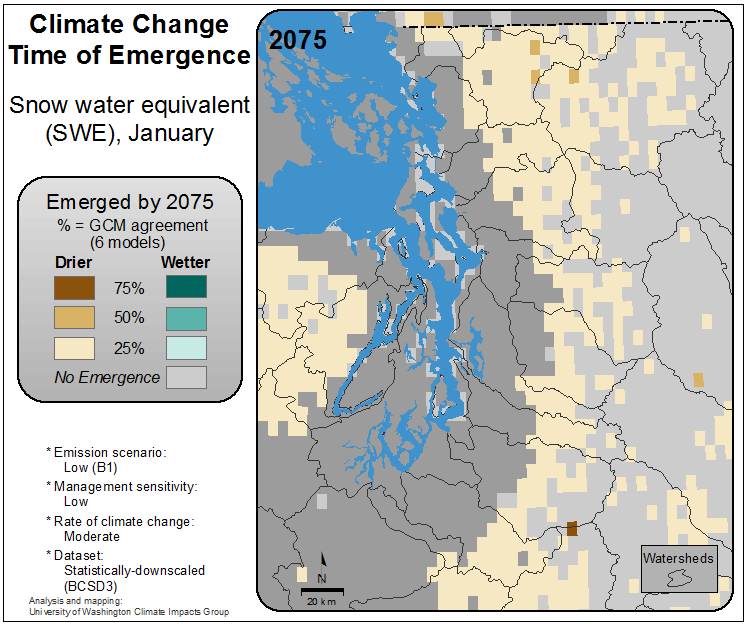 Climate Change
Time of Emergence
Snow water equivalent
(SWE), January
Emerged by 2075
% = GCM agreement
(6 models)
Drier Wetter
75%
50%
25%
No Emergence
* Emission scenario:
Low (B1)
* Management sensitivity:
Low
* Rate of climate change:
Moderate
* Dataset:
Statistically-downscaled
(BCSD3)
Analysis and mapping:
University of Washington Climate Impacts Group
2075
N
20 km
Watersheds